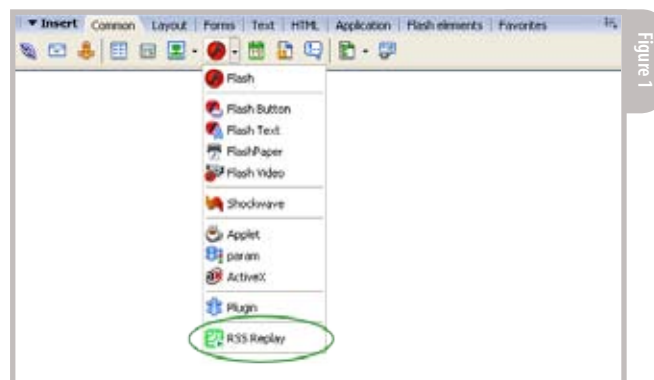 Insert Common Layout Forms Text HTML Application Flash elements Favorites
Flash
Flash Button
Flash Text
FlashPaper
Flash Video
Shockwave
Applet
param
ActiveX
Plugin
RSS Replay
Figure 1